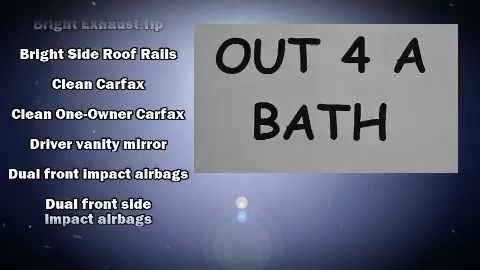 Bright Exhaust Tip
Bright Side Roof Rails
Clean Carfax
Clean One-Owner Carfax
Driver vanity mirror
Dual front impact airbags
Dual front side
impact airbags
OUT 4 A
BATH